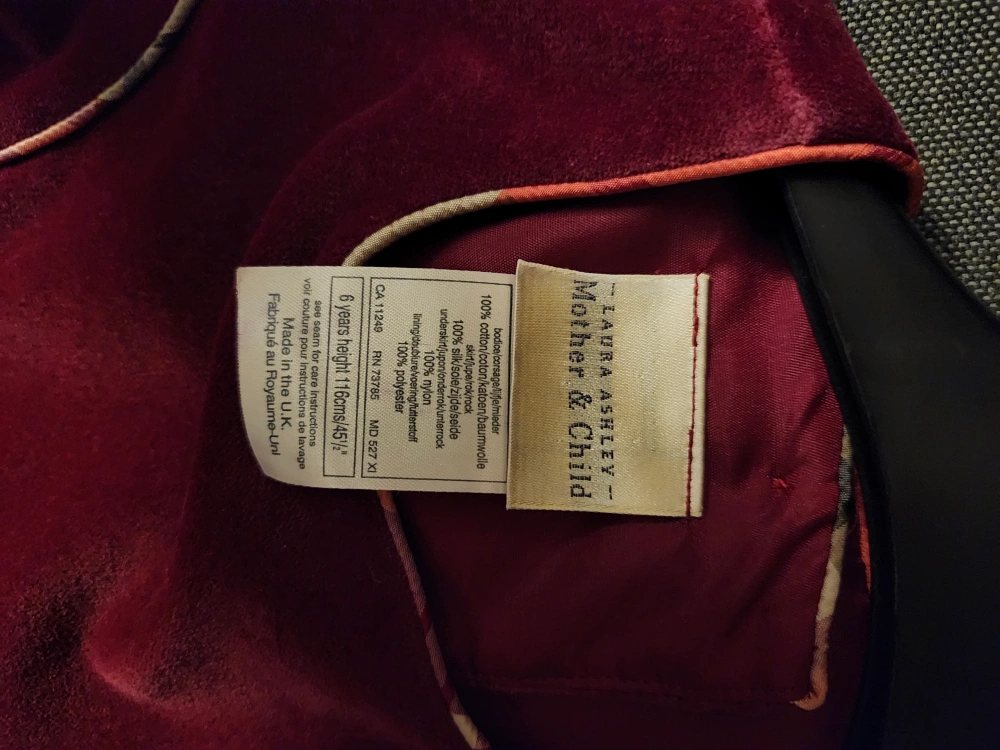 — LAURA ASHLEY —
Mother & Child
bodice/corsage/lijfje/mieder
100% cotton/coton/katoen/baumwolle
skirt/jupe/rok/rock
100% silk/soie/zijde/seide
underskirt/jupon/onderrok/unterrock
100% nylon
lining/doublure/voering/futterstoff
100% polyester
CA 11249 RN 73785 MD 527 XI
6 years height 116cms/45½"
see seam for care instructions
voir couture pour instructions de lavage
Made in the U.K.
Fabriqué au Royaume-Uni